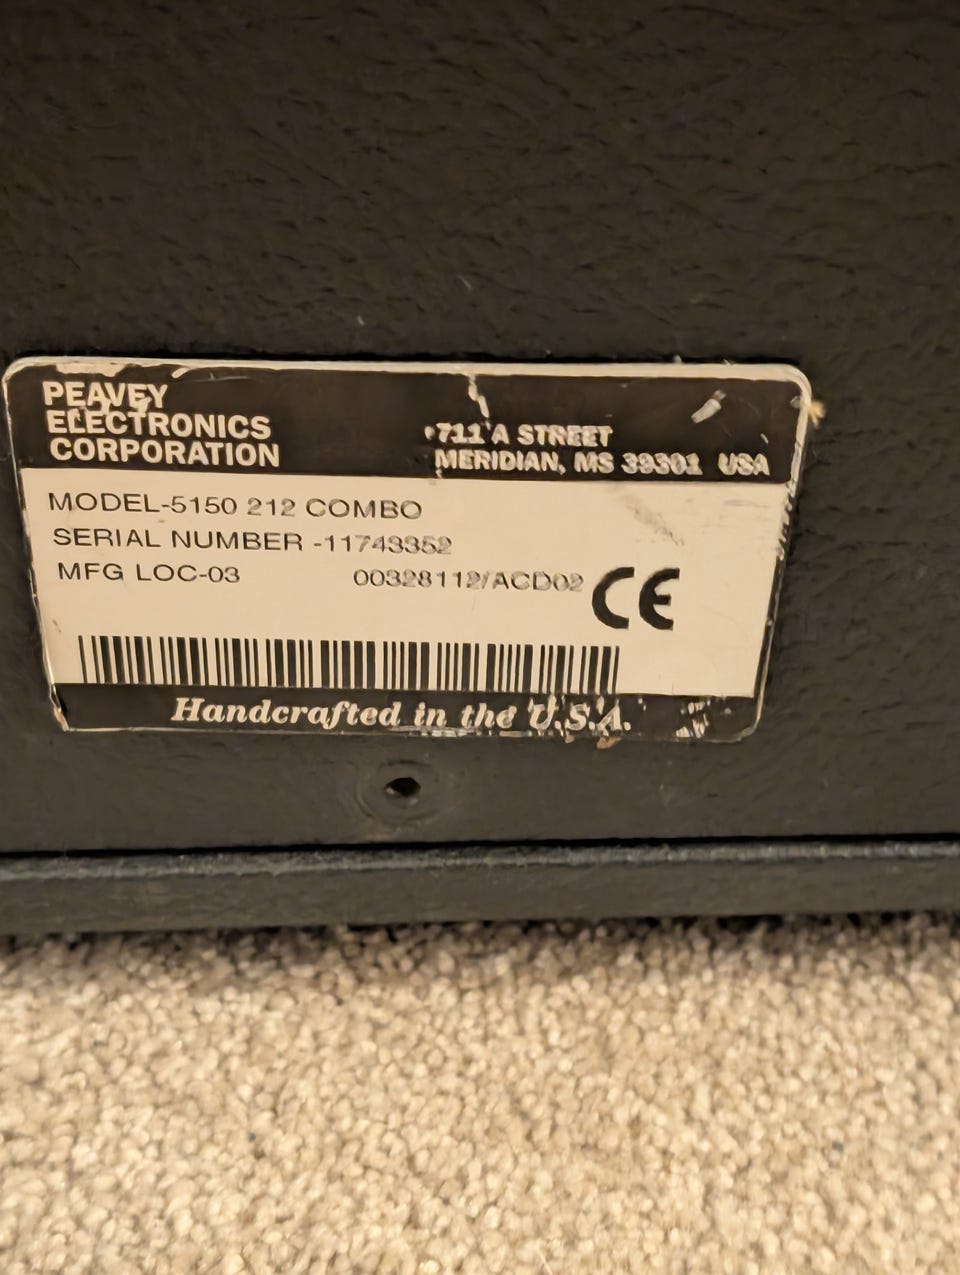 PEAVEY
ELECTRONICS
CORPORATION
711 A STREET
MERIDIAN, MS 39301 USA
MODEL-5150 212 COMBO
SERIAL NUMBER -11743352
MFG LOC-03 00328112/ACD02 CE
Handcrafted in the U.S.A.